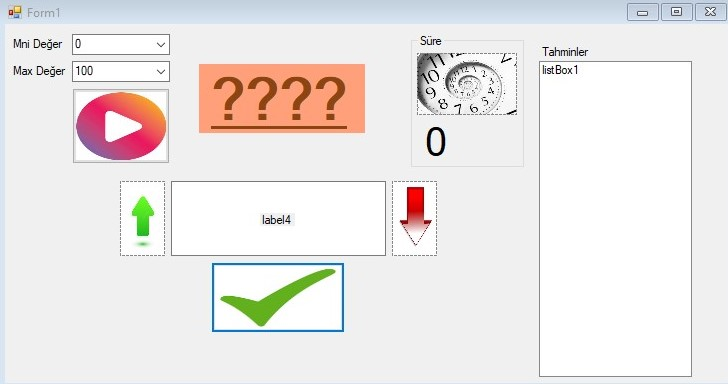 Form1
Mni Değer
0
Max Değer
100
????
Süre
0
Tahminler
listBox1
label4